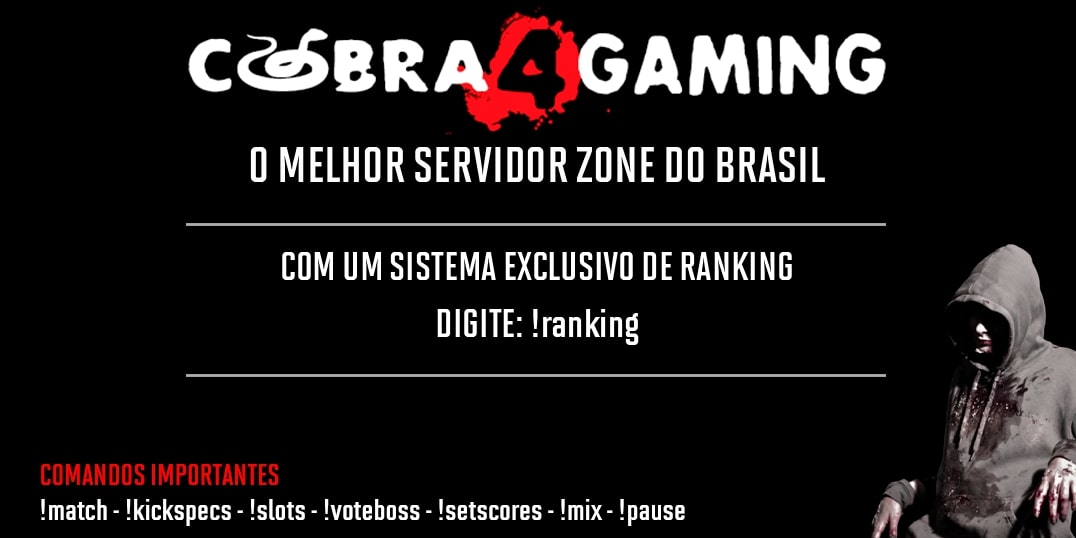 COBRA4GAMING
O MELHOR SERVIDOR ZONE DO BRASIL
COM UM SISTEMA EXCLUSIVO DE RANKING
DIGITE: !ranking
COMANDOS IMPORTANTES
!match - !kickspecs - !slots - !voteboss - !setscores - !mix - !pause